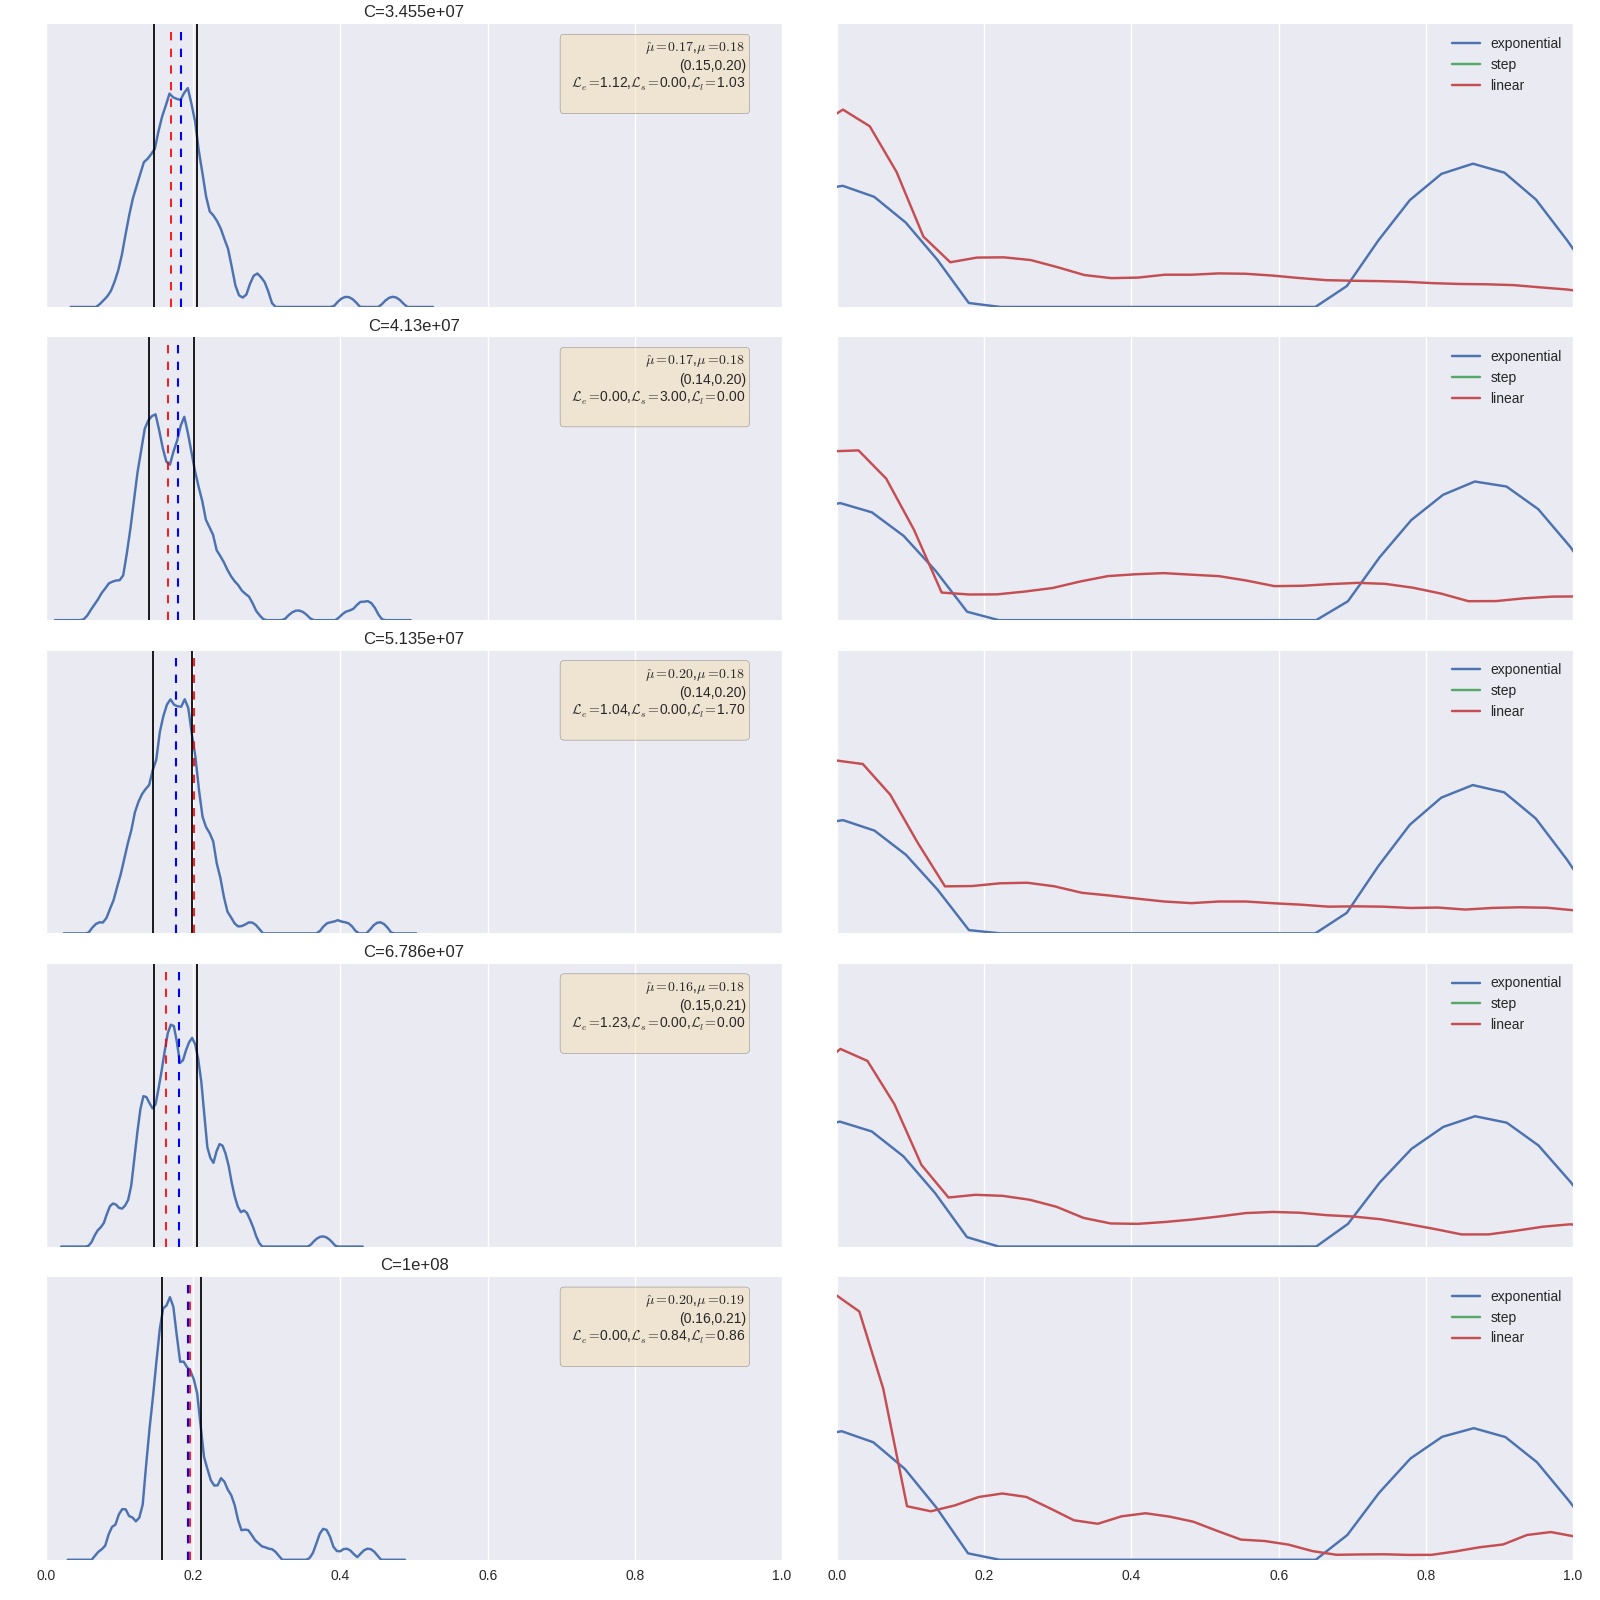 C=3.455e+07
μ̂=0.17,μ=0.18
(0.15,0.20)
ℒₑ=1.12,ℒₛ=0.00,ℒₗ=1.03
exponential
step
linear
C=4.13e+07
μ̂=0.17,μ=0.18
(0.14,0.20)
ℒₑ=0.00,ℒₛ=3.00,ℒₗ=0.00
exponential
step
linear
C=5.135e+07
μ̂=0.20,μ=0.18
(0.14,0.20)
ℒₑ=1.04,ℒₛ=0.00,ℒₗ=1.70
exponential
step
linear
C=6.786e+07
μ̂=0.16,μ=0.18
(0.15,0.21)
ℒₑ=1.23,ℒₛ=0.00,ℒₗ=0.00
exponential
step
linear
C=1e+08
μ̂=0.20,μ=0.19
(0.16,0.21)
ℒₑ=0.00,ℒₛ=0.84,ℒₗ=0.86
exponential
step
linear
0.0 0.2 0.4 0.6 0.8 1.0
0.0 0.2 0.4 0.6 0.8 1.0